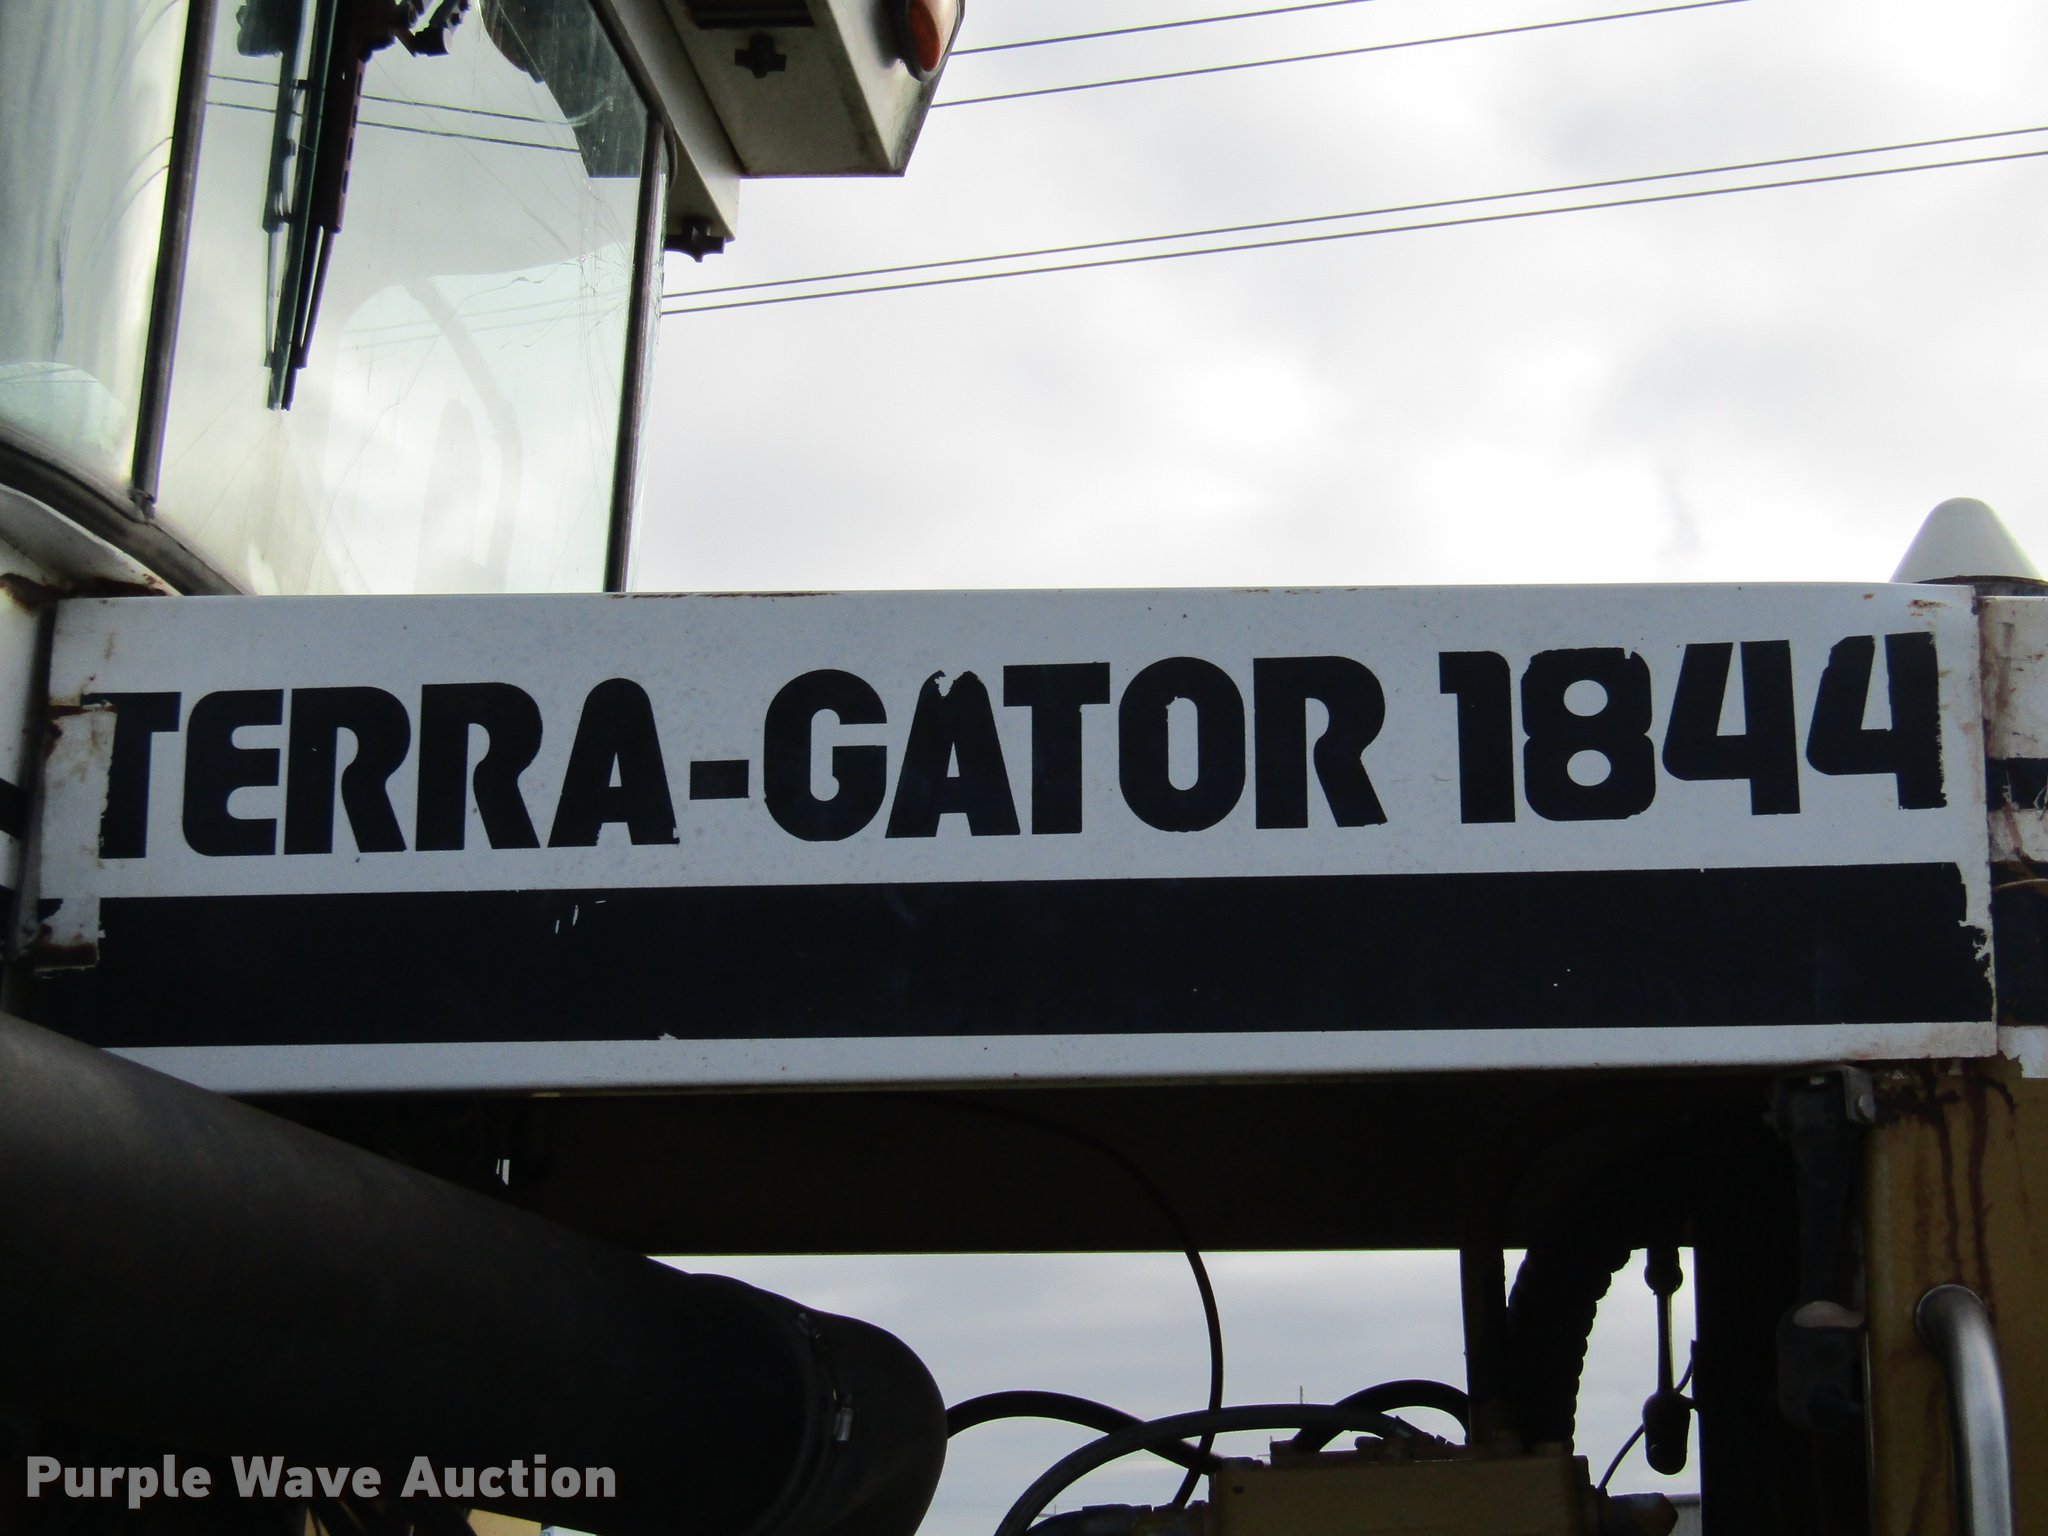 TERRA-GATOR 1844
Purple Wave Auction